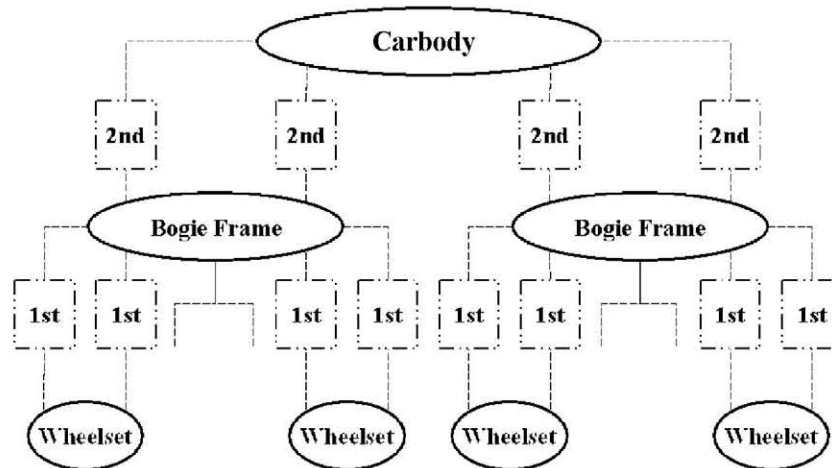 Carbody
2nd 2nd 2nd 2nd
Bogie Frame Bogie Frame
1st 1st 1st 1st 1st 1st 1st 1st
Wheelset Wheelset Wheelset Wheelset